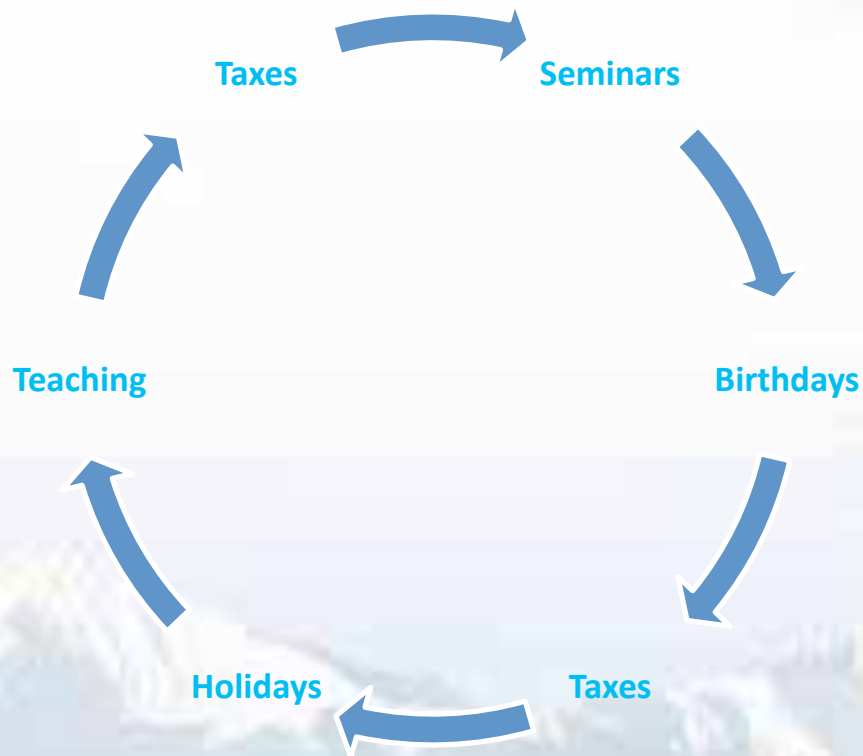 Taxes
Seminars
Teaching
Birthdays
Holidays
Taxes